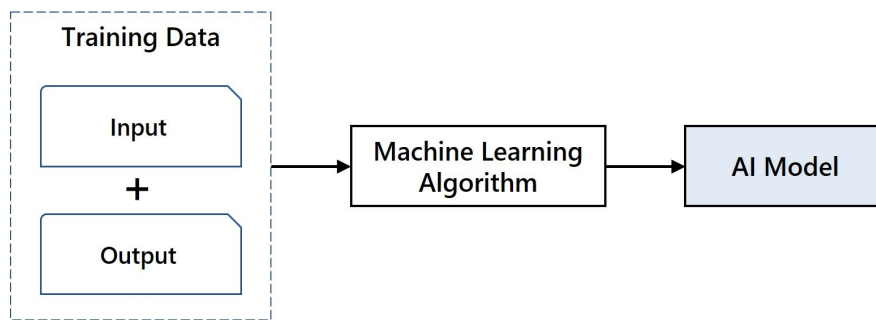 Training Data
Input
+
Output
Machine Learning
Algorithm
AI Model